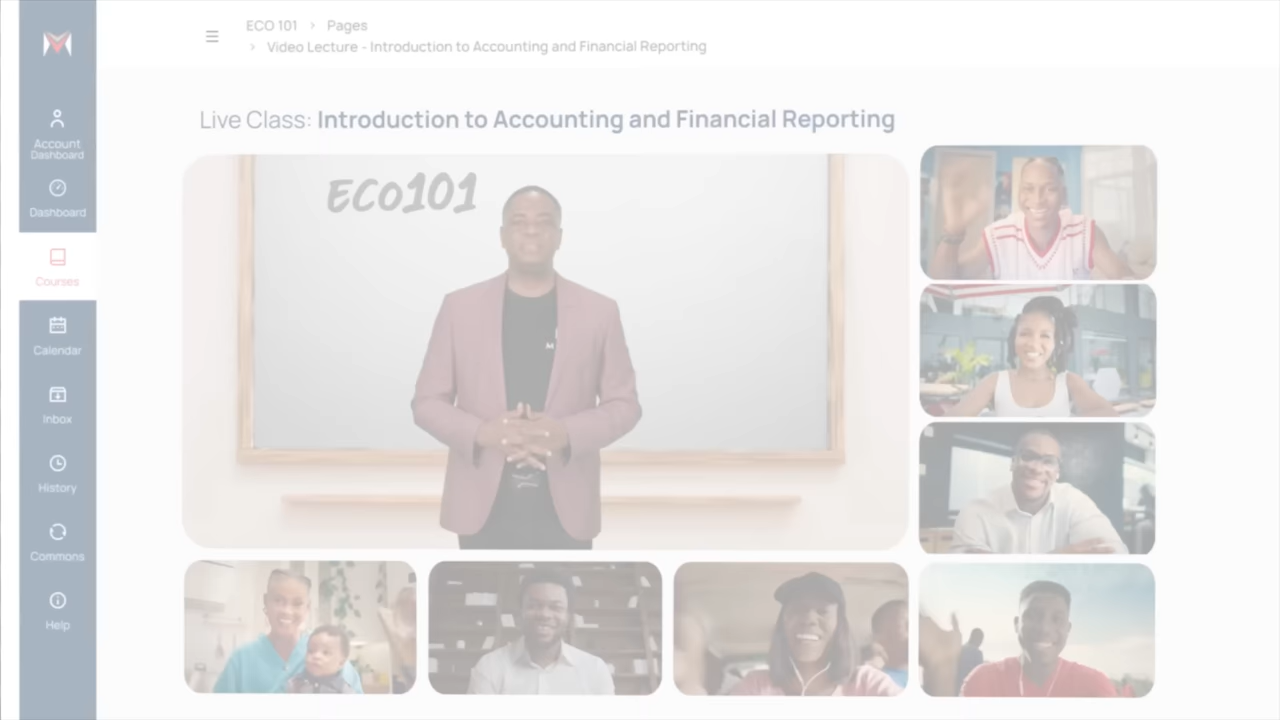 ECO 101 > Pages
> Video Lecture - Introduction to Accounting and Financial Reporting
Live Class: Introduction to Accounting and Financial Reporting
Account
Dashboard
Dashboard
Courses
Calendar
Inbox
History
Commons
Help
ECO101